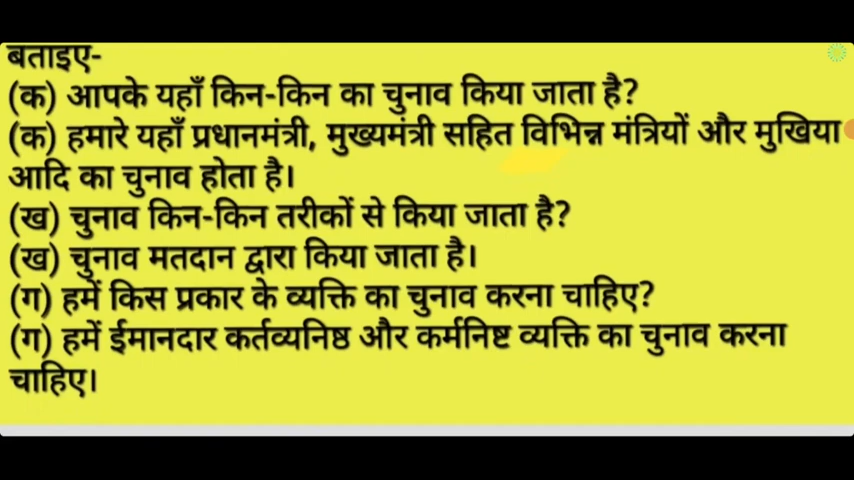 बताइए-
(क) आपके यहाँ किन-किन का चुनाव किया जाता है?
(क) हमारे यहाँ प्रधानमंत्री, मुख्यमंत्री सहित विभिन्न मंत्रियों और मुखिया
आदि का चुनाव होता है।
(ख) चुनाव किन-किन तरीकों से किया जाता है?
(ख) चुनाव मतदान द्वारा किया जाता है।
(ग) हमें किस प्रकार के व्यक्ति का चुनाव करना चाहिए?
(ग) हमें ईमानदार कर्तव्यनिष्ठ और कर्मनिष्ट व्यक्ति का चुनाव करना
चाहिए।